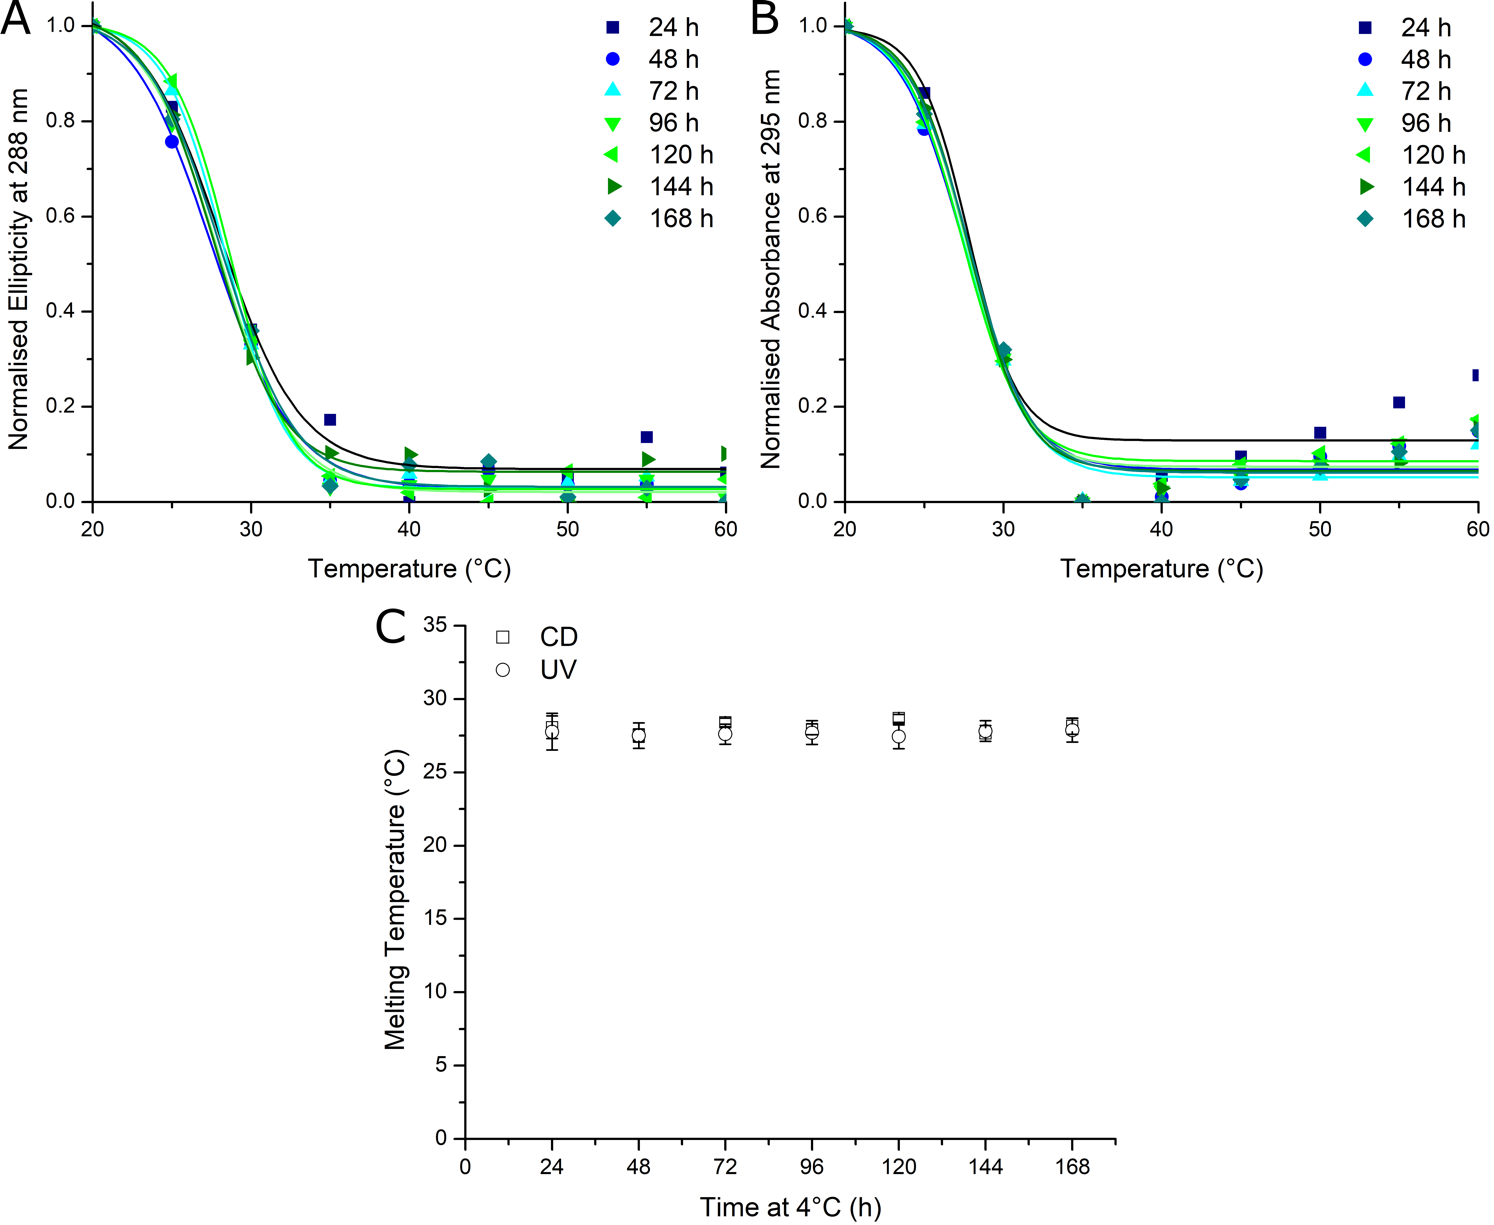 A
Normalised Ellipticity at 288 nm
1.0
0.8
0.6
0.4
0.2
0.0
20
30
40
50
60
Temperature (°C)
24 h
48 h
72 h
96 h
120 h
144 h
168 h
B
Normalised Absorbance at 295 nm
1.0
0.8
0.6
0.4
0.2
0.0
20
30
40
50
60
Temperature (°C)
24 h
48 h
72 h
96 h
120 h
144 h
168 h
C
Melting Temperature (°C)
35
30
25
20
15
10
5
0
CD
UV
0
24
48
72
96
120
144
168
Time at 4°C (h)